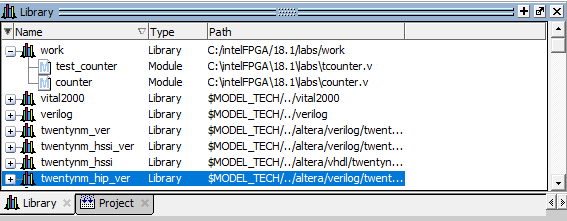 Library
Name Type Path
work Library C:/intelFPGA/18.1/labs/work
test_counter Module C:\intelFPGA\18.1\labs\tcounter.v
counter Module C:\intelFPGA\18.1\labs\counter.v
vital2000 Library $MODEL_TECH/../vital2000
verilog Library $MODEL_TECH/../verilog
twentynm_ver Library $MODEL_TECH/../altera/verilog/twent...
twentynm_hssi_ver Library $MODEL_TECH/../altera/verilog/twent...
twentynm_hssi Library $MODEL_TECH/../altera/vhdl/twentyn...
twentynm_hip_ver Library $MODEL_TECH/../altera/verilog/twent...
Library Project